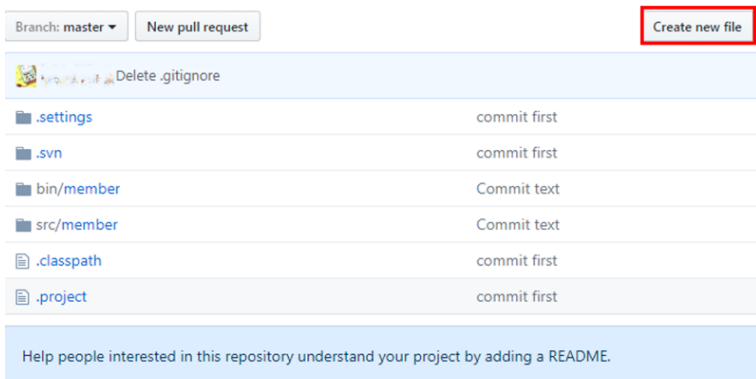 Branch: master New pull request Create new file
Delete .gitignore
.settings commit first
.svn commit first
bin/member Commit text
src/member Commit text
.classpath commit first
.project commit first
Help people interested in this repository understand your project by adding a README.